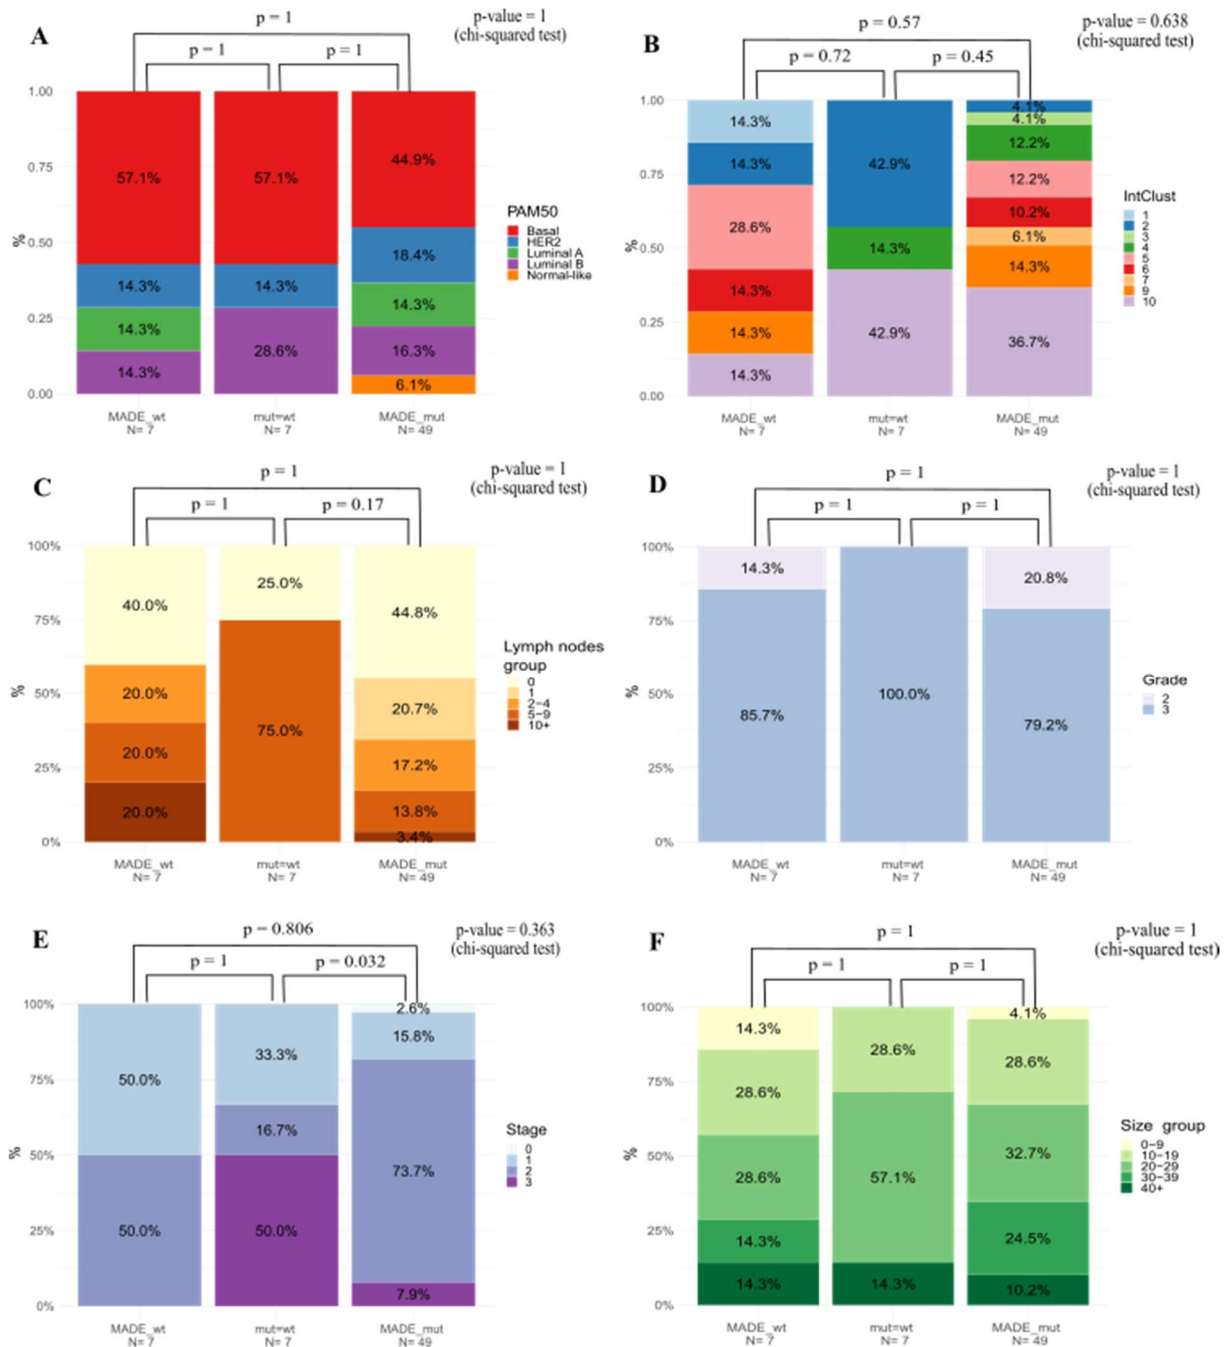 A
p = 1
p-value = 1
(chi-squared test)
p = 1
p = 1
1.00
0.75
0.50
0.25
0.00
%
57.1%
14.3%
14.3%
14.3%
57.1%
14.3%
28.6%
44.9%
18.4%
14.3%
16.3%
6.1%
PAM50
Basal
HER2
Luminal A
Luminal B
Normal-like
MADE_wt
N= 7
mut=wt
N= 7
MADE_mut
N= 49
B
p = 0.57
p-value = 0.638
(chi-squared test)
p = 0.72
p = 0.45
1.00
0.75
0.50
0.25
0.00
%
14.3%
14.3%
28.6%
14.3%
14.3%
14.3%
42.9%
14.3%
42.9%
4.1%
4.1%
12.2%
12.2%
10.2%
6.1%
14.3%
36.7%
IntClust
1
2
3
4
5
6
7
9
10
MADE_wt
N= 7
mut=wt
N= 7
MADE_mut
N= 49
C
p = 1
p-value = 1
(chi-squared test)
p = 1
p = 0.17
100%
75%
50%
25%
0%
%
40.0%
20.0%
20.0%
20.0%
25.0%
75.0%
44.8%
20.7%
17.2%
13.8%
3.4%
Lymph nodes
group
0
1
2−4
5−9
10+
MADE_wt
N= 7
mut=wt
N= 7
MADE_mut
N= 49
D
p = 1
p-value = 1
(chi-squared test)
p = 1
p = 1
100%
75%
50%
25%
0%
%
14.3%
85.7%
100.0%
20.8%
79.2%
Grade
2
3
MADE_wt
N= 7
mut=wt
N= 7
MADE_mut
N= 49
E
p = 0.806
p-value = 0.363
(chi-squared test)
p = 1
p = 0.032
100%
75%
50%
25%
0%
%
50.0%
50.0%
33.3%
16.7%
50.0%
2.6%
15.8%
73.7%
7.9%
Stage
0
1
2
3
MADE_wt
N= 7
mut=wt
N= 7
MADE_mut
N= 49
F
p = 1
p-value = 1
(chi-squared test)
p = 1
p = 1
100%
75%
50%
25%
0%
%
14.3%
28.6%
28.6%
14.3%
14.3%
28.6%
57.1%
14.3%
4.1%
28.6%
32.7%
24.5%
10.2%
Size group
0−9
10−19
20−29
30−39
40+
MADE_wt
N= 7
mut=wt
N= 7
MADE_mut
N= 49